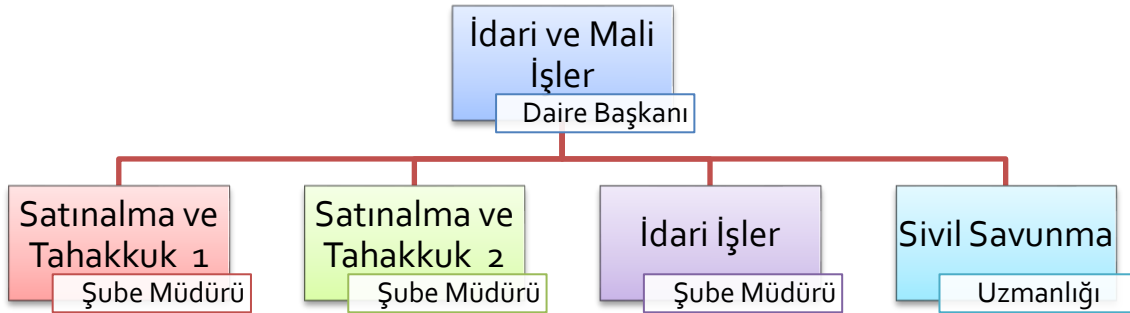 İdari ve Mali
İşler
Daire Başkanı
Satınalma ve
Tahakkuk 1
Şube Müdürü
Satınalma ve
Tahakkuk 2
Şube Müdürü
İdari İşler
Şube Müdürü
Sivil Savunma
Uzmanlığı